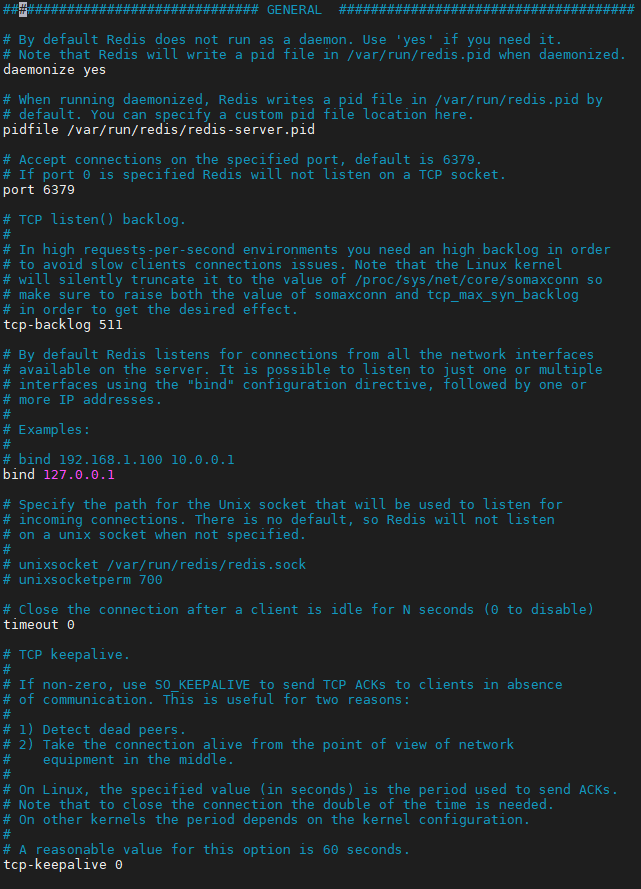 ################################ GENERAL  #####################################

# By default Redis does not run as a daemon. Use 'yes' if you need it.
# Note that Redis will write a pid file in /var/run/redis.pid when daemonized.
daemonize yes

# When running daemonized, Redis writes a pid file in /var/run/redis.pid by
# default. You can specify a custom pid file location here.
pidfile /var/run/redis/redis-server.pid

# Accept connections on the specified port, default is 6379.
# If port 0 is specified Redis will not listen on a TCP socket.
port 6379

# TCP listen() backlog.
#
# In high requests-per-second environments you need an high backlog in order
# to avoid slow clients connections issues. Note that the Linux kernel
# will silently truncate it to the value of /proc/sys/net/core/somaxconn so
# make sure to raise both the value of somaxconn and tcp_max_syn_backlog
# in order to get the desired effect.
tcp-backlog 511

# By default Redis listens for connections from all the network interfaces
# available on the server. It is possible to listen to just one or multiple
# interfaces using the "bind" configuration directive, followed by one or
# more IP addresses.
#
# Examples:
#
# bind 192.168.1.100 10.0.0.1
bind 127.0.0.1

# Specify the path for the Unix socket that will be used to listen for
# incoming connections. There is no default, so Redis will not listen
# on a unix socket when not specified.
#
# unixsocket /var/run/redis/redis.sock
# unixsocketperm 700

# Close the connection after a client is idle for N seconds (0 to disable)
timeout 0

# TCP keepalive.
#
# If non-zero, use SO_KEEPALIVE to send TCP ACKs to clients in absence
# of communication. This is useful for two reasons:
#
# 1) Detect dead peers.
# 2) Take the connection alive from the point of view of network
#    equipment in the middle.
#
# On Linux, the specified value (in seconds) is the period used to send ACKs.
# Note that to close the connection the double of the time is needed.
# On other kernels the period depends on the kernel configuration.
#
# A reasonable value for this option is 60 seconds.
tcp-keepalive 0